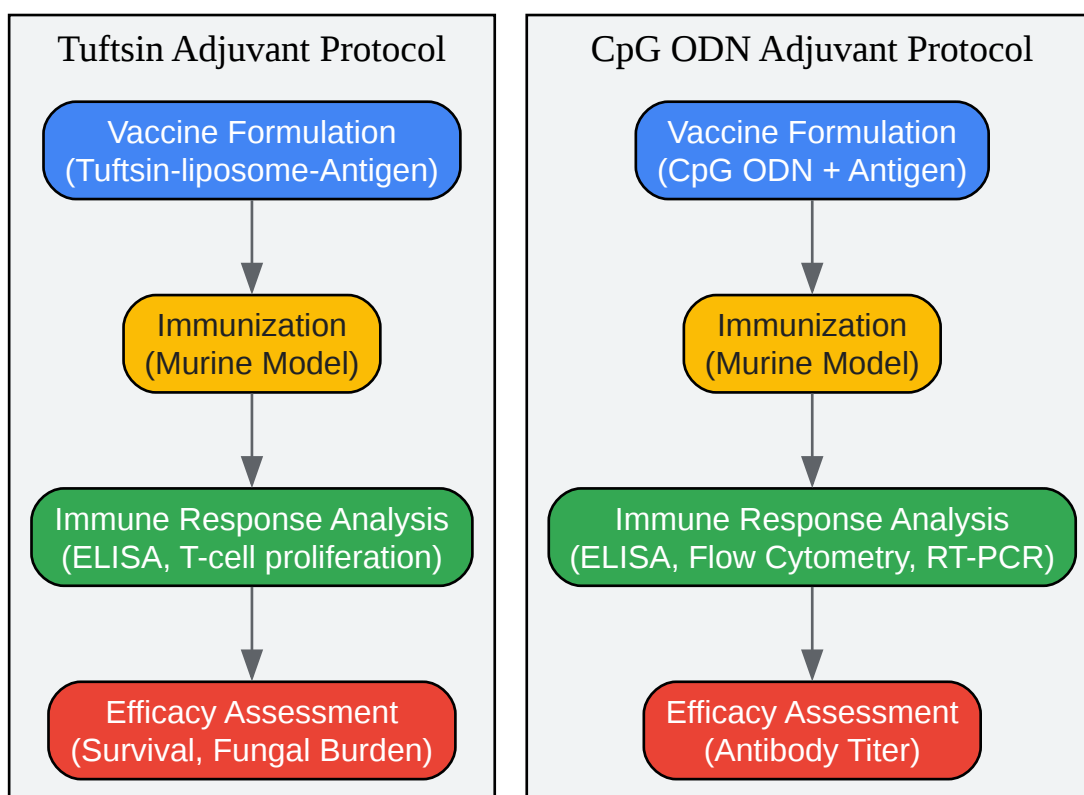 Tuftsin Adjuvant Protocol
Vaccine Formulation
(Tuftsin-liposome-Antigen)
Immunization
(Murine Model)
Immune Response Analysis
(ELISA, T-cell proliferation)
Efficacy Assessment
(Survival, Fungal Burden)
CpG ODN Adjuvant Protocol
Vaccine Formulation
(CpG ODN + Antigen)
Immunization
(Murine Model)
Immune Response Analysis
(ELISA, Flow Cytometry, RT-PCR)
Efficacy Assessment
(Antibody Titer)